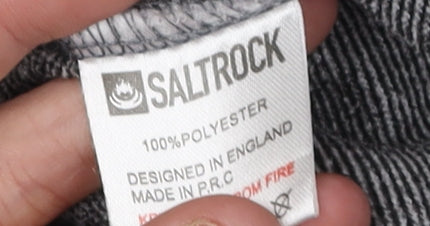 SALTROCK
100%POLYESTER
DESIGNED IN ENGLAND
MADE IN P.R.C
FIRE